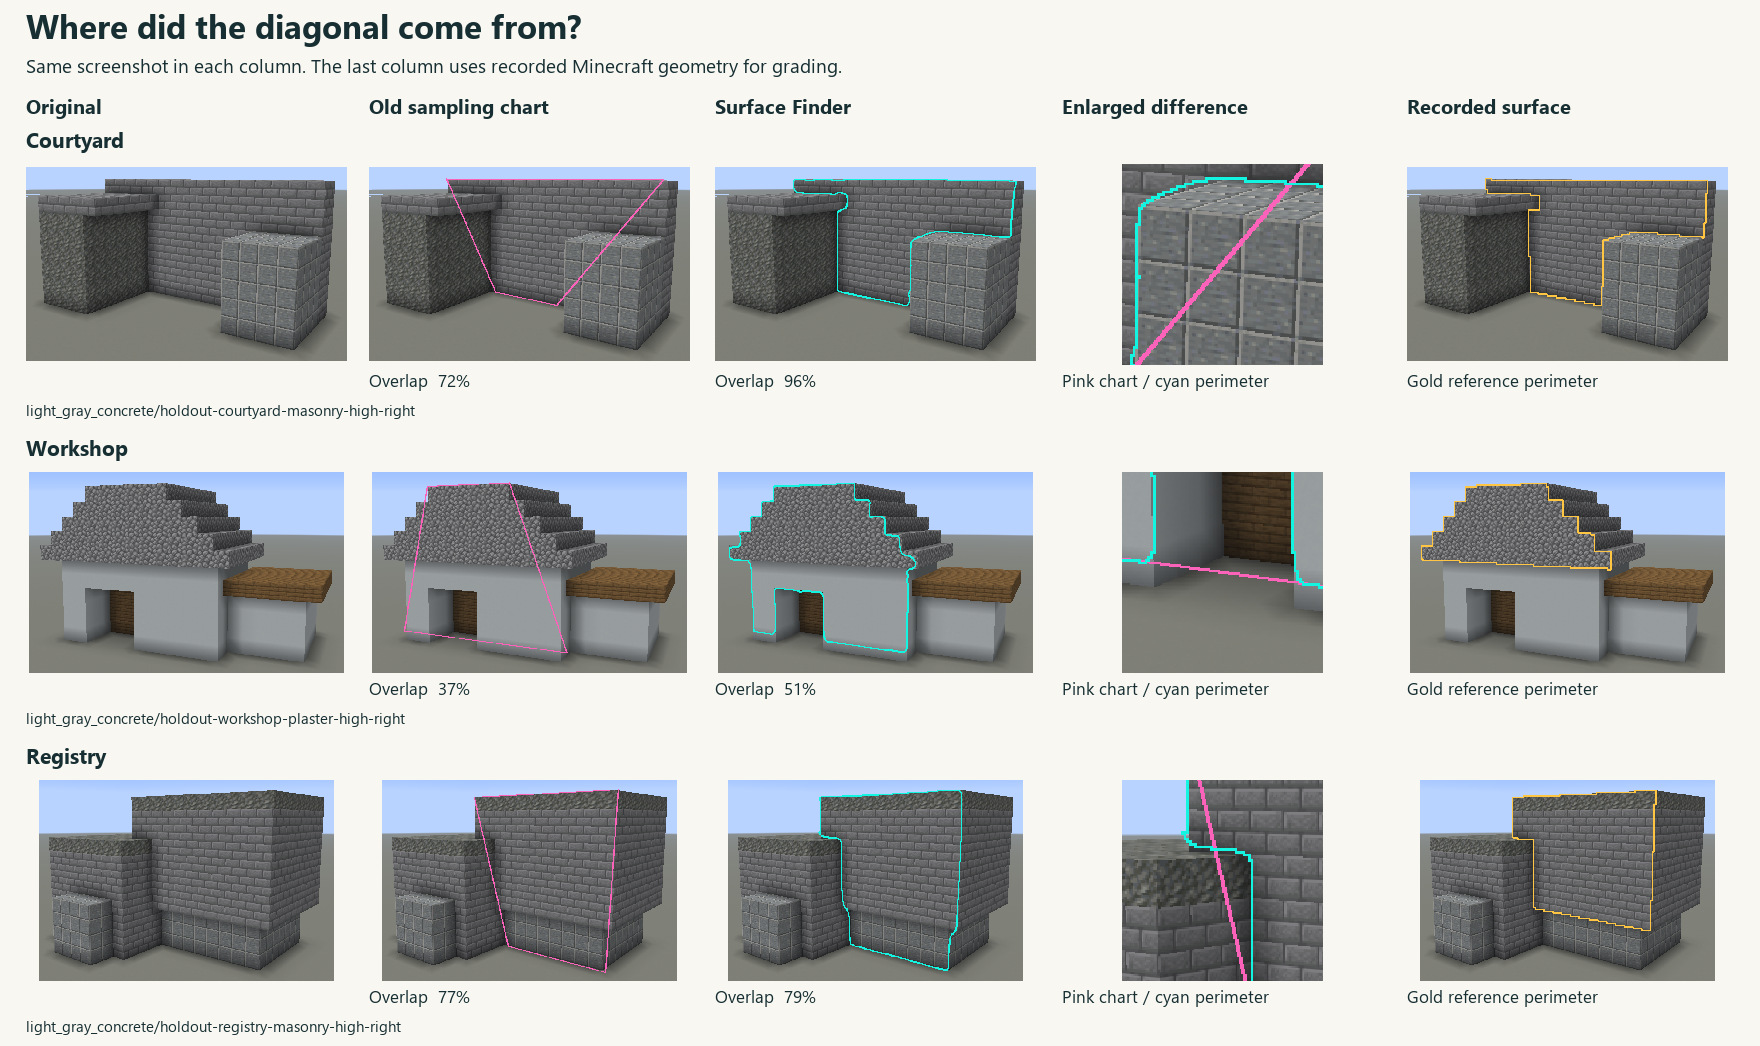 Where did the diagonal come from?
Same screenshot in each column. The last column uses recorded Minecraft geometry for grading.
Original
Old sampling chart
Surface Finder
Enlarged difference
Recorded surface
Courtyard
Overlap 72%
Overlap 96%
Pink chart / cyan perimeter
Gold reference perimeter
light_gray_concrete/holdout-courtyard-masonry-high-right
Workshop
Overlap 37%
Overlap 51%
Pink chart / cyan perimeter
Gold reference perimeter
light_gray_concrete/holdout-workshop-plaster-high-right
Registry
Overlap 77%
Overlap 79%
Pink chart / cyan perimeter
Gold reference perimeter
light_gray_concrete/holdout-registry-masonry-high-right